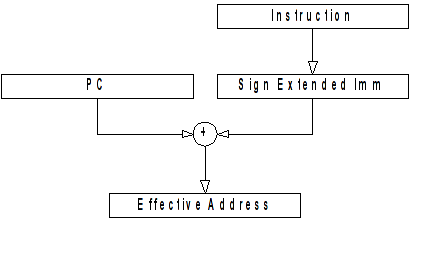 Instruction
PC
Sign Extended Imm
+
Effective Address